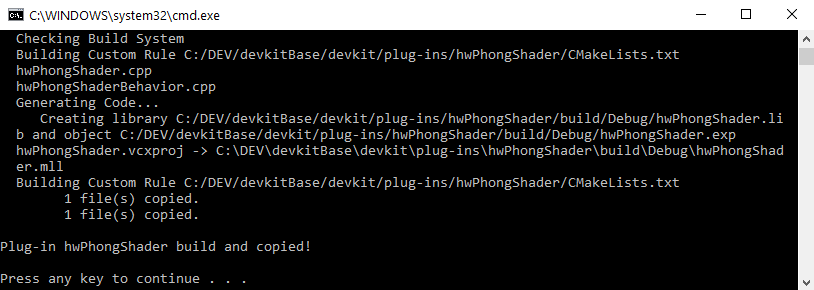 C:\WINDOWS\system32\cmd.exe
Checking Build System
Building Custom Rule C:/DEV/devkitBase/devkit/plug-ins/hwPhongShader/CMakeLists.txt
hwPhongShader.cpp
hwPhongShaderBehavior.cpp
Generating Code...
Creating library C:/DEV/devkitBase/devkit/plug-ins/hwPhongShader/build/Debug/hwPhongShader.li
b and object C:/DEV/devkitBase/devkit/plug-ins/hwPhongShader/build/Debug/hwPhongShader.exp
hwPhongShader.vcxproj -> C:\DEV\devkitBase\devkit\plug-ins\hwPhongShader\build\Debug\hwPhongShad
er.mll
Building Custom Rule C:/DEV/devkitBase/devkit/plug-ins/hwPhongShader/CMakeLists.txt
1 file(s) copied.
1 file(s) copied.
Plug-in hwPhongShader build and copied!
Press any key to continue . . .